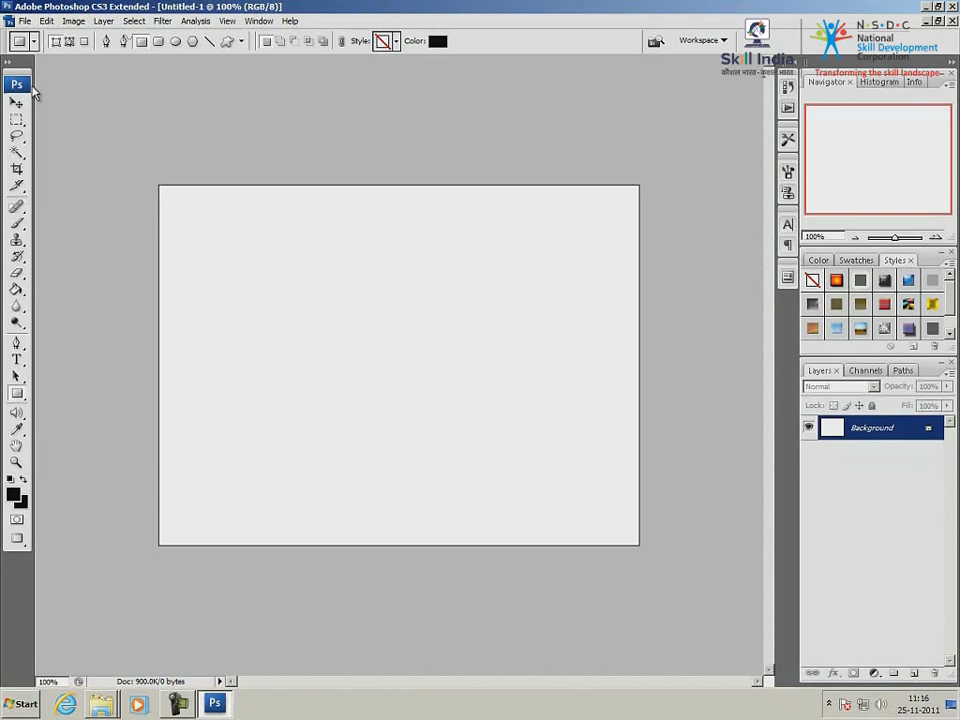 Adobe Photoshop CS3 Extended - [Untitled-1 @ 100% (RGB/8)]
File Edit Image Layer Select Filter Analysis View Window Help
Style: Color: Workspace
Skill India
कौशल भारत-कुशल भारत
N·S·D·C
National
Skill Development
Corporation
Transforming the skill landscape
Ps
Navigator Histogram Info
100%
Color Swatches Styles
Layers Channels Paths
Normal Opacity: 100%
Lock: Fill: 100%
Background
T
A
100% Doc: 900.0K/0 bytes
Start Ps
11:16
25-11-2011